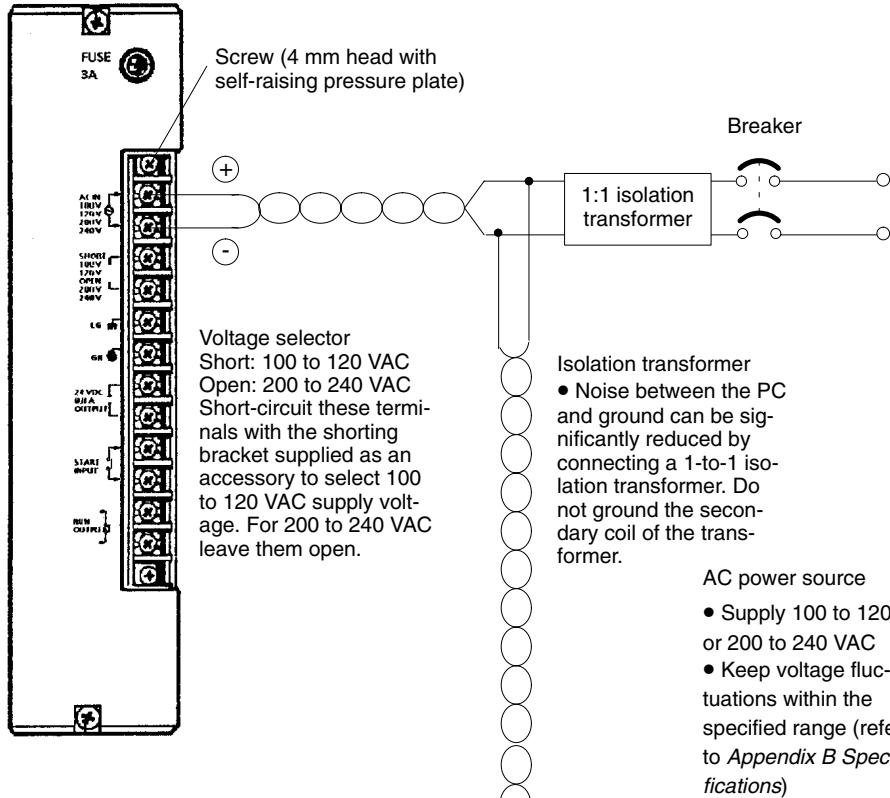 FUSE
3A
Screw (4 mm head with
self-raising pressure plate)
Breaker
+
-
1:1 isolation
transformer
AC IN
100V
120V
200V
240V
SHORT
100V
120V
OPEN
200V
240V
LG
GR
24 VDC
0.8 A
OUTPUT
START
INPUT
RUN
OUTPUT
Voltage selector
Short: 100 to 120 VAC
Open: 200 to 240 VAC
Short-circuit these termi-
nals with the shorting
bracket supplied as an
accessory to select 100
to 120 VAC supply volt-
age. For 200 to 240 VAC
leave them open.
Isolation transformer
● Noise between the PC
and ground can be sig-
nificantly reduced by
connecting a 1-to-1 iso-
lation transformer. Do
not ground the secon-
dary coil of the trans-
former.
AC power source
● Supply 100 to 120
or 200 to 240 VAC
● Keep voltage fluc-
tuations within the
specified range (refe
to Appendix B Spec
fications)